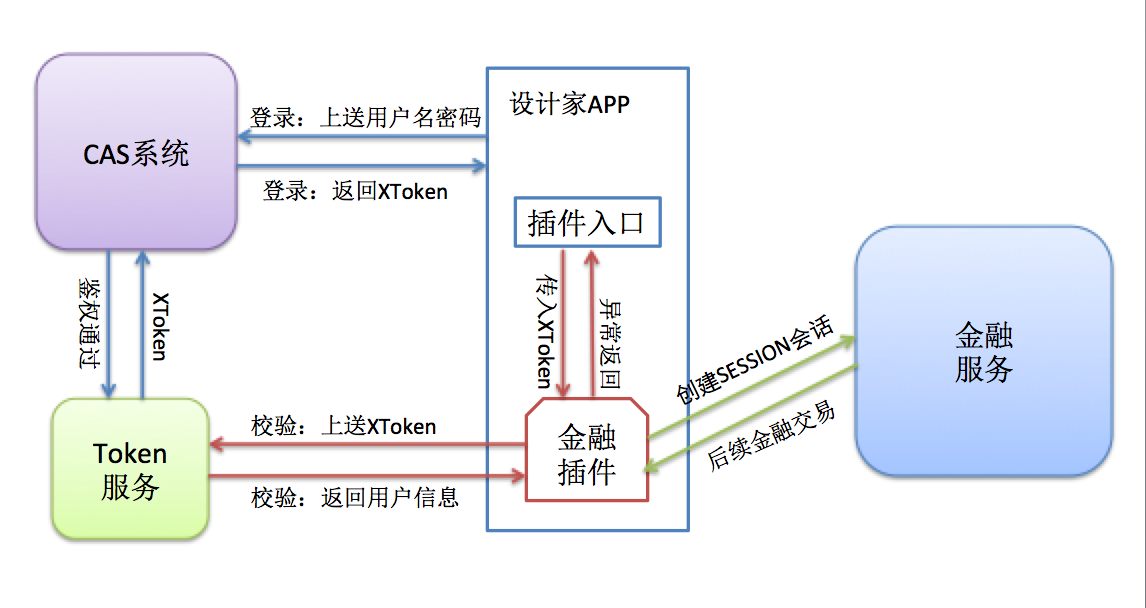 设计家APP
登录：上送用户名密码
CAS系统
登录：返回XToken
插件入口
鉴权通过
XToken
传入XToken
异常返回
创建SESSION会话
金融
服务
后续金融交易
校验：上送XToken
金融
插件
Token
服务
校验：返回用户信息